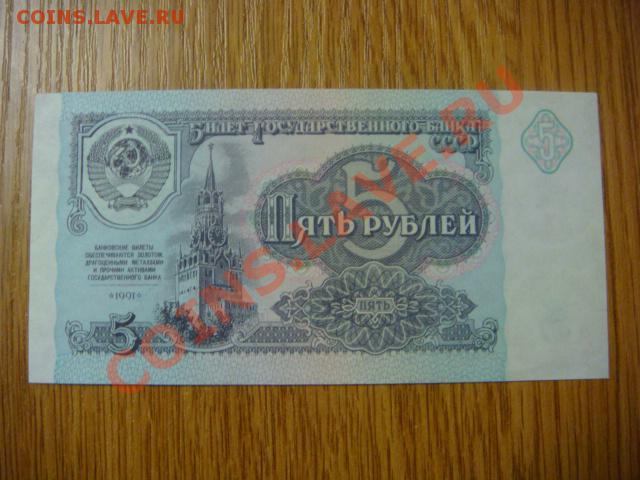 COINS.LAVE.RU
COINS.LAVE.RU
Билет Государственного Банка
СССР
5
5
Пять рублей
БАНКОВСКИЕ БИЛЕТЫ
ОБЕСПЕЧИВАЮТСЯ ЗОЛОТОМ,
ДРАГОЦЕННЫМИ МЕТАЛЛАМИ
И ПРОЧИМИ АКТИВАМИ
ГОСУДАРСТВЕННОГО БАНКА
*1991*
ПЯТЬ
5